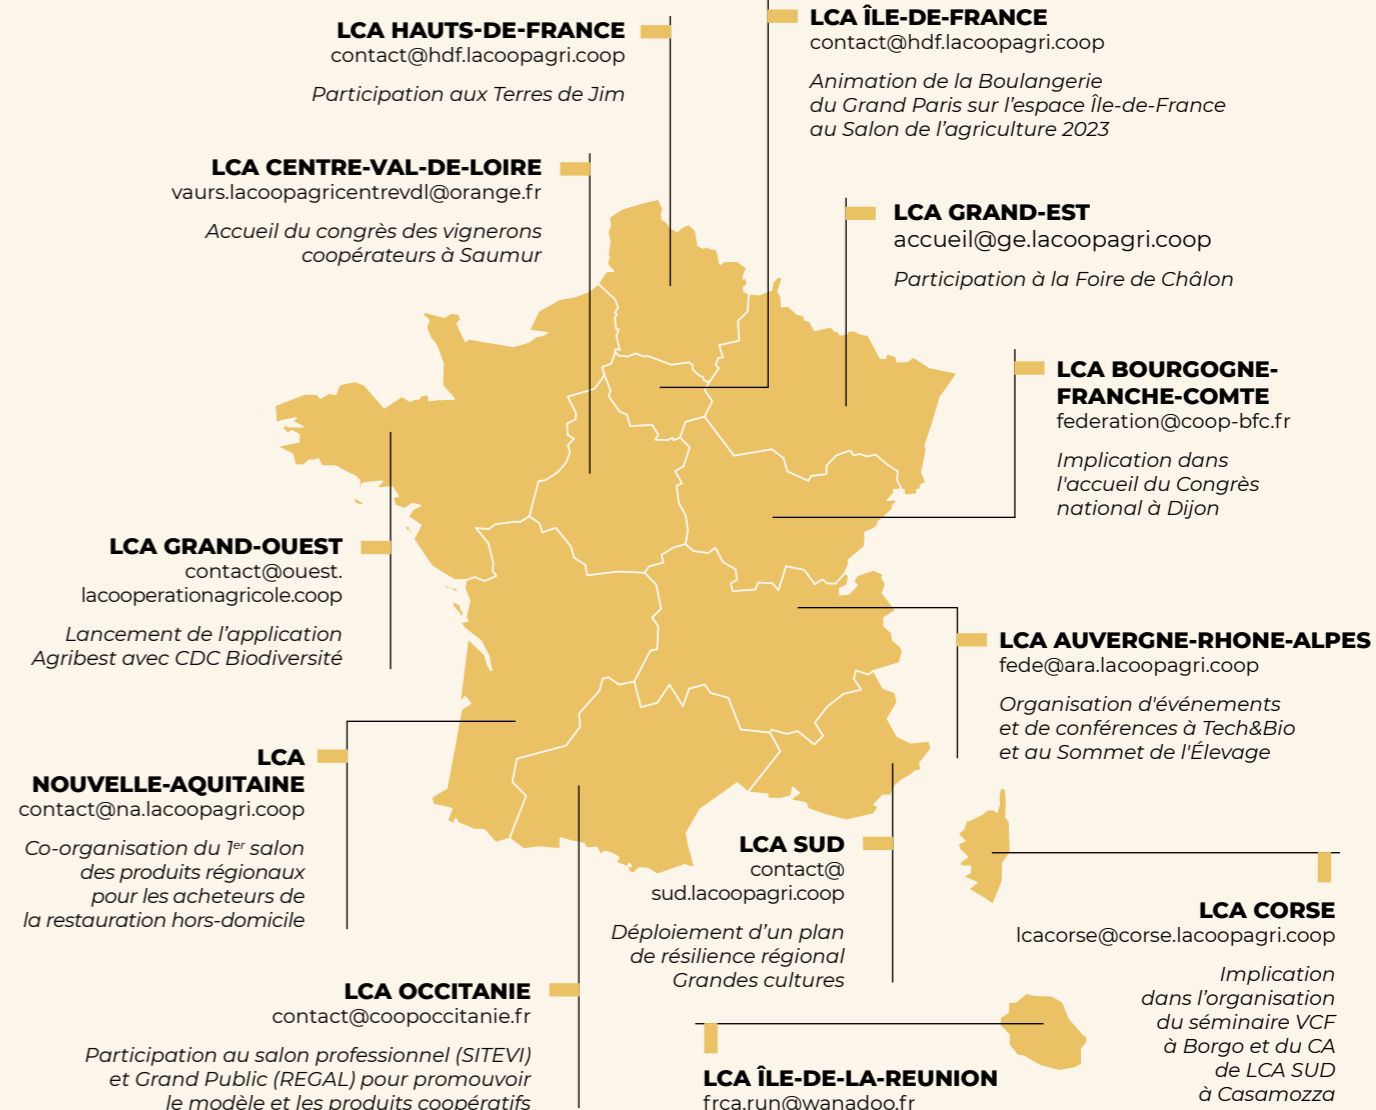 LCA HAUTS-DE-FRANCE
contact@hdf.lacoopagri.coop
Participation aux Terres de Jim
LCA ÎLE-DE-FRANCE
contact@hdf.lacoopagri.coop
Animation de la Boulangerie
du Grand Paris sur l’espace Île-de-France
au Salon de l’agriculture 2023
LCA CENTRE-VAL-DE-LOIRE
vaurs.lacoopagricentrevdl@orange.fr
Accueil du congrès des vignerons
coopérateurs à Saumur
LCA GRAND-EST
accueil@ge.lacoopagri.coop
Participation à la Foire de Châlon
LCA BOURGOGNE-
FRANCHE-COMTE
federation@coop-bfc.fr
Implication dans
l'accueil du Congrès
national à Dijon
LCA GRAND-OUEST
contact@ouest.
lacooperationagricole.coop
Lancement de l’application
Agribest avec CDC Biodiversité
LCA AUVERGNE-RHONE-ALPES
fede@ara.lacoopagri.coop
Organisation d'événements
et de conférences à Tech&Bio
et au Sommet de l'Élevage
LCA
NOUVELLE-AQUITAINE
contact@na.lacoopagri.coop
Co-organisation du 1er salon
des produits régionaux
pour les acheteurs de
la restauration hors-domicile
LCA SUD
contact@
sud.lacoopagri.coop
Déploiement d’un plan
de résilience régional
Grandes cultures
LCA CORSE
lcacorse@corse.lacoopagri.coop
Implication
dans l’organisation
du séminaire VCF
à Borgo et du CA
de LCA SUD
à Casamozza
LCA OCCITANIE
contact@coopoccitanie.fr
Participation au salon professionnel (SITEVI)
et Grand Public (REGAL) pour promouvoir
le modèle et les produits coopératifs
LCA ÎLE-DE-LA-REUNION
frca.run@wanadoo.fr